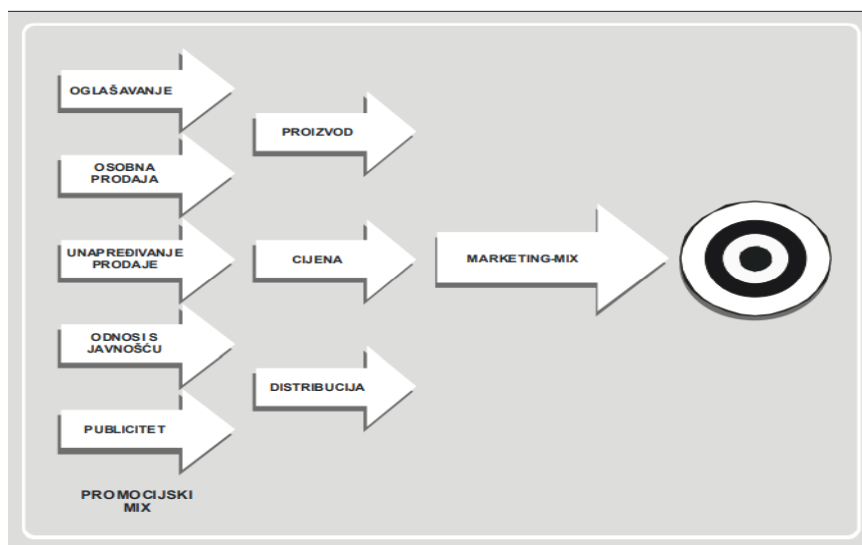 OGLAŠAVANJE
OSOBNA
PRODAJA
UNAPREĐIVANJE
PRODAJE
ODNOSI S
JAVNOŠĆU
PUBLICITET
PROMOCIJSKI
MIX
PROIZVOD
CIJENA
DISTRIBUCIJA
MARKETING-MIX